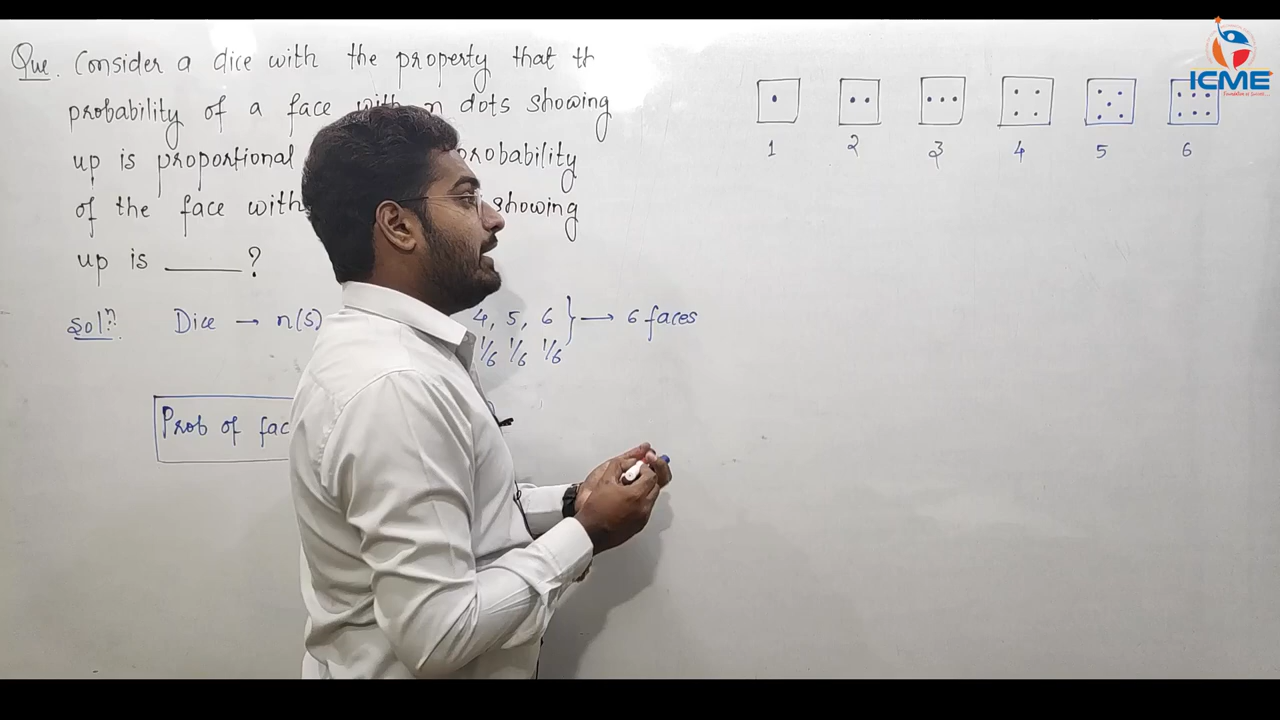 Que. Consider a dice with the property that th
probability of a face with n dots showing
up is proportional probability
of the face with showing
up is ______ ?
Sol.ⁿ Dice → n(S) 4, 5, 6 } → 6 faces
1/6 1/6 1/6
Prob of fac
1 2 3 4 5 6
ICME